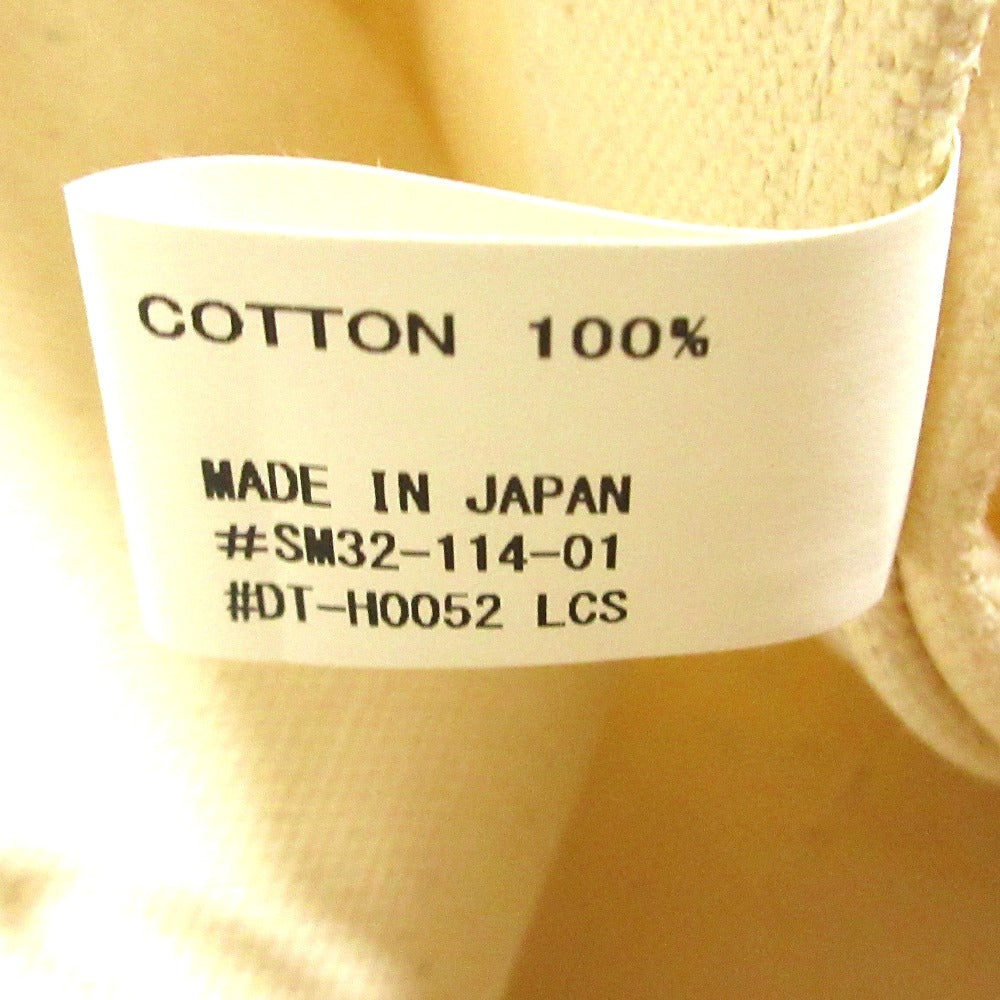 COTTON 100%
MADE IN JAPAN
#SM32-114-01
#DT-H0052 LCS